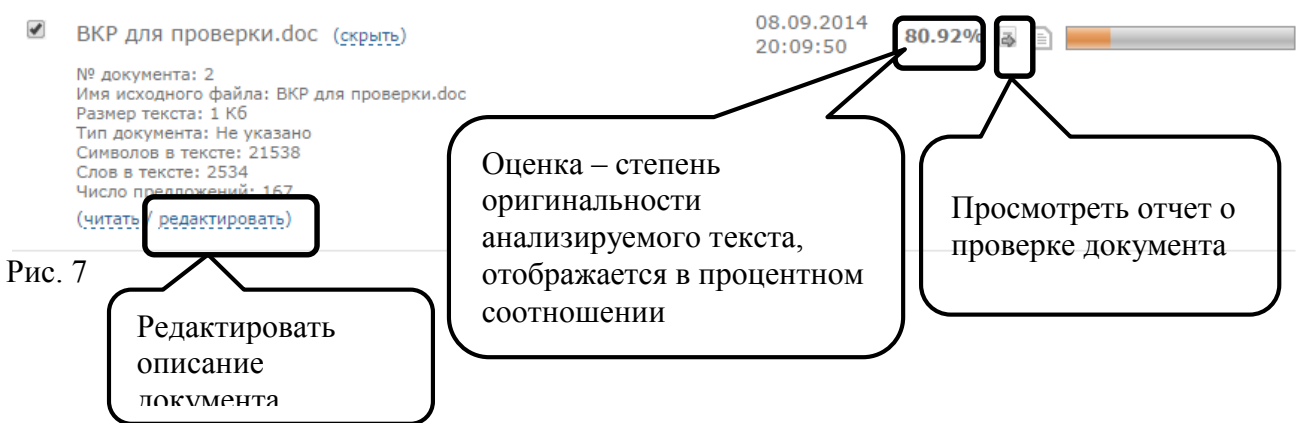 ВКР для проверки.doc (скрыть)
08.09.2014
20:09:50
80.92%
№ документа: 2
Имя исходного файла: ВКР для проверки.doc
Размер текста: 1 Кб
Тип документа: Не указано
Символов в тексте: 21538
Слов в тексте: 2534
Число предложений: 167
(читать / редактировать)
Оценка – степень
оригинальности
анализируемого текста,
отображается в процентном
соотношении
Просмотреть отчет о
проверке документа
Рис. 7
Редактировать
описание
документа